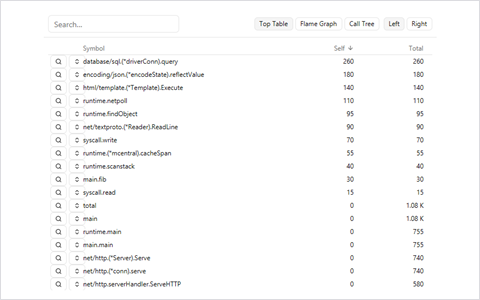 Search...
Top Table Flame Graph Call Tree Left Right
Symbol Self ↓ Total
database/sql.(*driverConn).query 260 260
encoding/json.(*encodeState).reflectValue 180 180
html/template.(*Template).Execute 140 140
runtime.netpoll 110 110
runtime.findObject 95 95
net/textproto.(*Reader).ReadLine 90 90
syscall.write 70 70
runtime.(*mcentral).cacheSpan 55 55
runtime.scanstack 40 40
main.fib 30 30
syscall.read 15 15
total 0 1.08 K
main 0 1.08 K
runtime.main 0 755
main.main 0 755
net/http.(*Server).Serve 0 740
net/http.(*conn).serve 0 740
net/http.serverHandler.ServeHTTP 0 580